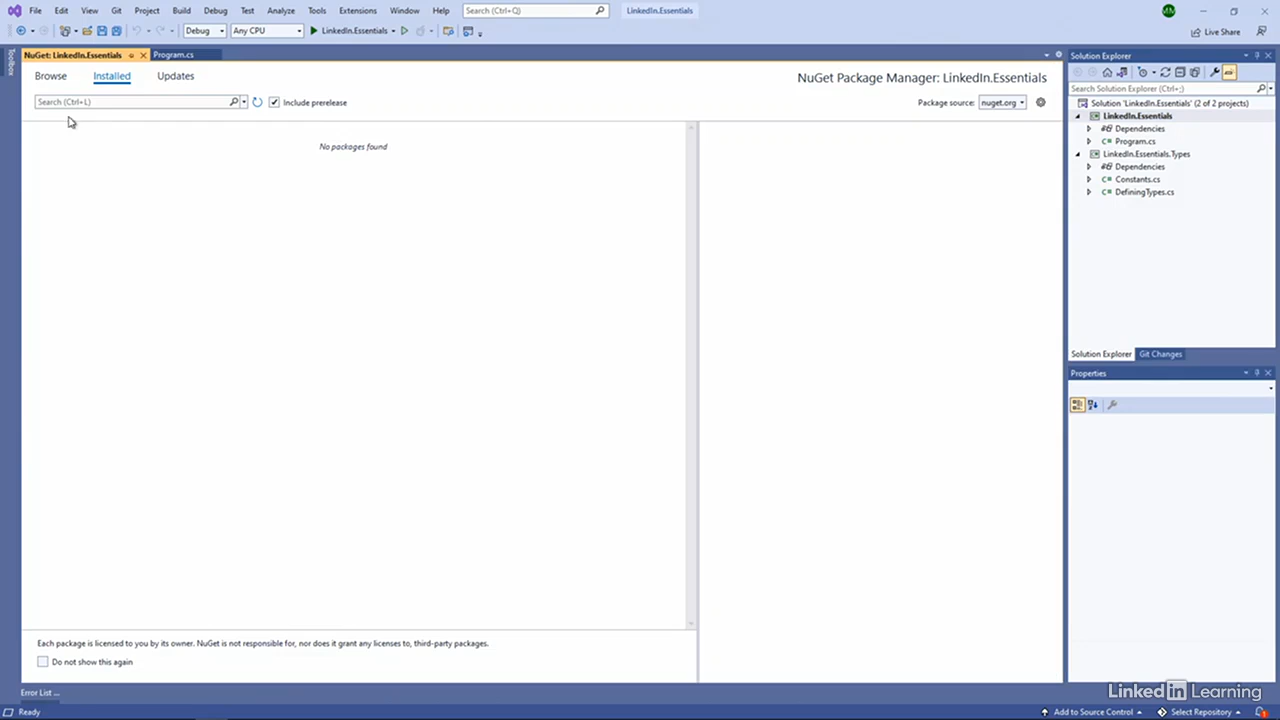 File Edit View Git Project Build Debug Test Analyze Tools Extensions Window Help Search (Ctrl+Q) LinkedIn.Essentials MM
Debug Any CPU LinkedIn.Essentials Live Share
Toolbox
NuGet: LinkedIn.Essentials Program.cs
Browse Installed Updates
NuGet Package Manager: LinkedIn.Essentials
Search (Ctrl+L) Include prerelease
Package source: nuget.org
No packages found
Each package is licensed to you by its owner. NuGet is not responsible for, nor does it grant any licenses to, third-party packages.
Do not show this again
Solution Explorer
Search Solution Explorer (Ctrl+;)
Solution 'LinkedIn.Essentials' (2 of 2 projects)
LinkedIn.Essentials
Dependencies
C# Program.cs
LinkedIn.Essentials.Types
Dependencies
C# Constants.cs
C# DefiningTypes.cs
Solution Explorer Git Changes
Properties
Error List ...
LinkedIn Learning
Ready Add to Source Control Select Repository 1